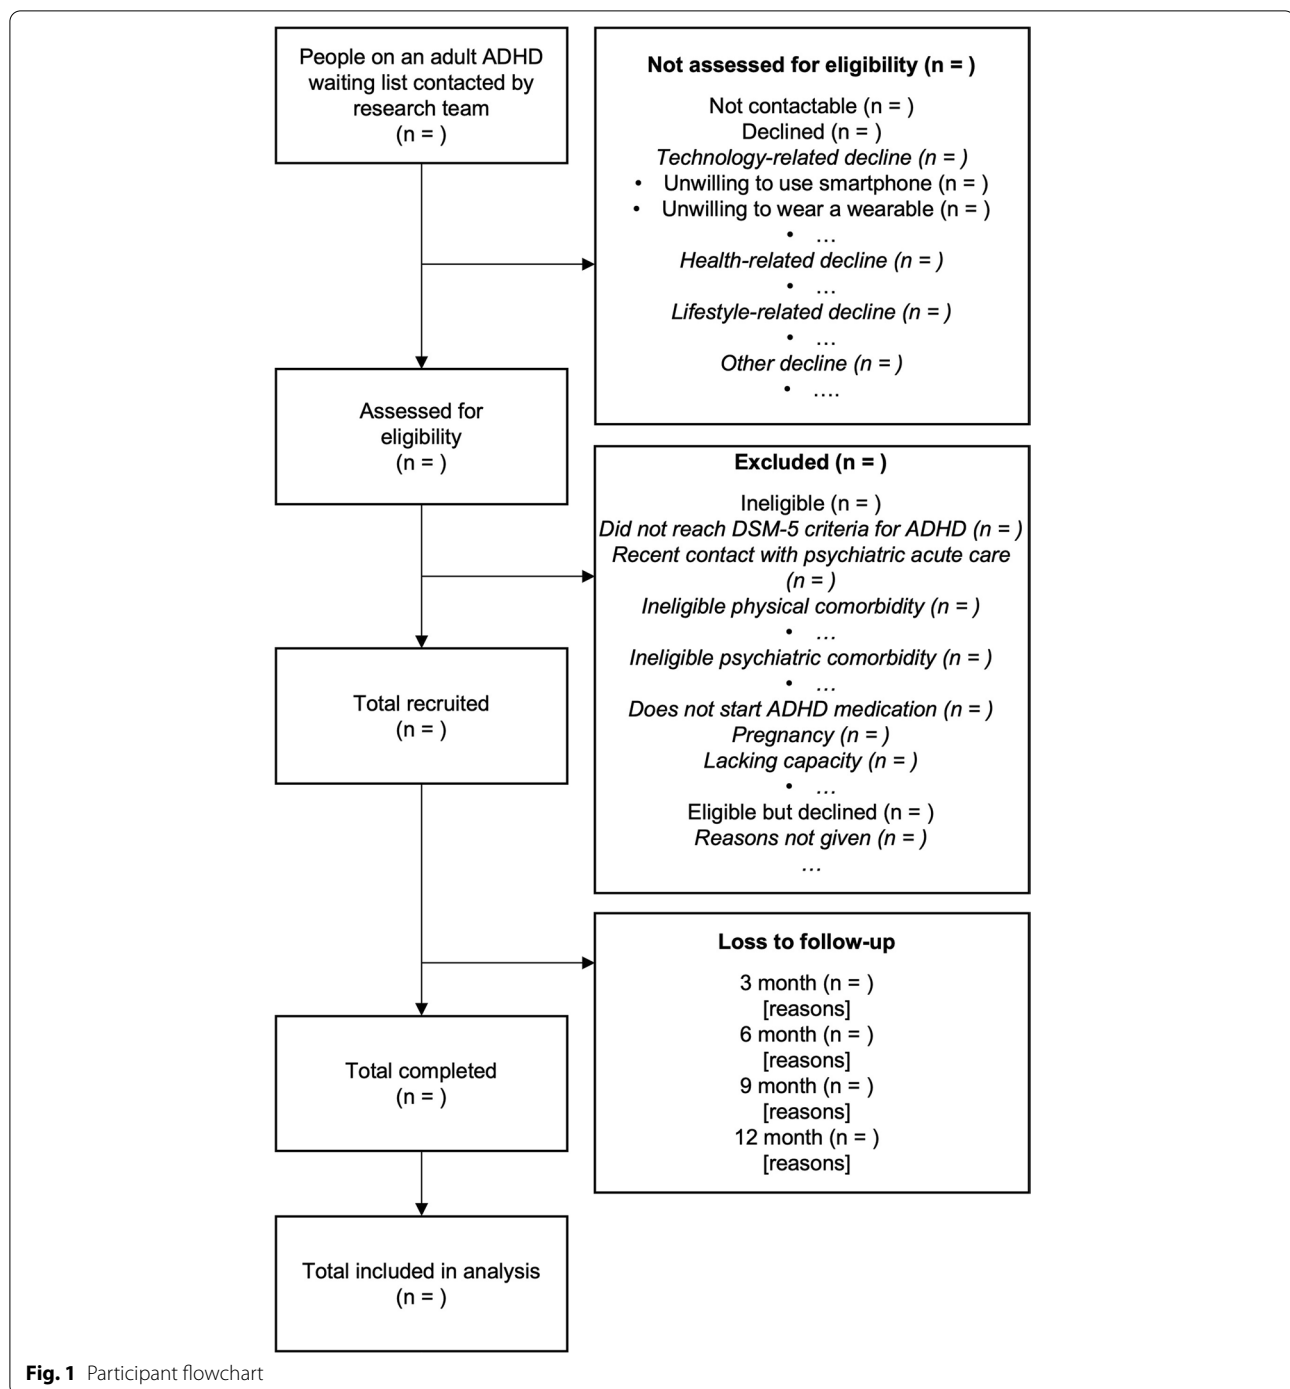 People on an adult ADHD
waiting list contacted by
research team
(n = )
Not assessed for eligibility (n = )
Not contactable (n = )
Declined (n = )
Technology-related decline (n = )
• Unwilling to use smartphone (n = )
• Unwilling to wear a wearable (n = )
• …
Health-related decline (n = )
• …
Lifestyle-related decline (n = )
• …
Other decline (n = )
• ….
Assessed for
eligibility
(n = )
Excluded (n = )
Ineligible (n = )
Did not reach DSM-5 criteria for ADHD (n = )
Recent contact with psychiatric acute care
(n = )
Ineligible physical comorbidity (n = )
• …
Ineligible psychiatric comorbidity (n = )
• …
Does not start ADHD medication (n = )
Pregnancy (n = )
Lacking capacity (n = )
• …
Eligible but declined (n = )
Reasons not given (n = )
…
Total recruited
(n = )
Loss to follow-up
3 month (n = )
[reasons]
6 month (n = )
[reasons]
9 month (n = )
[reasons]
12 month (n = )
[reasons]
Total completed
(n = )
Total included in analysis
(n = )
Fig. 1 Participant flowchart